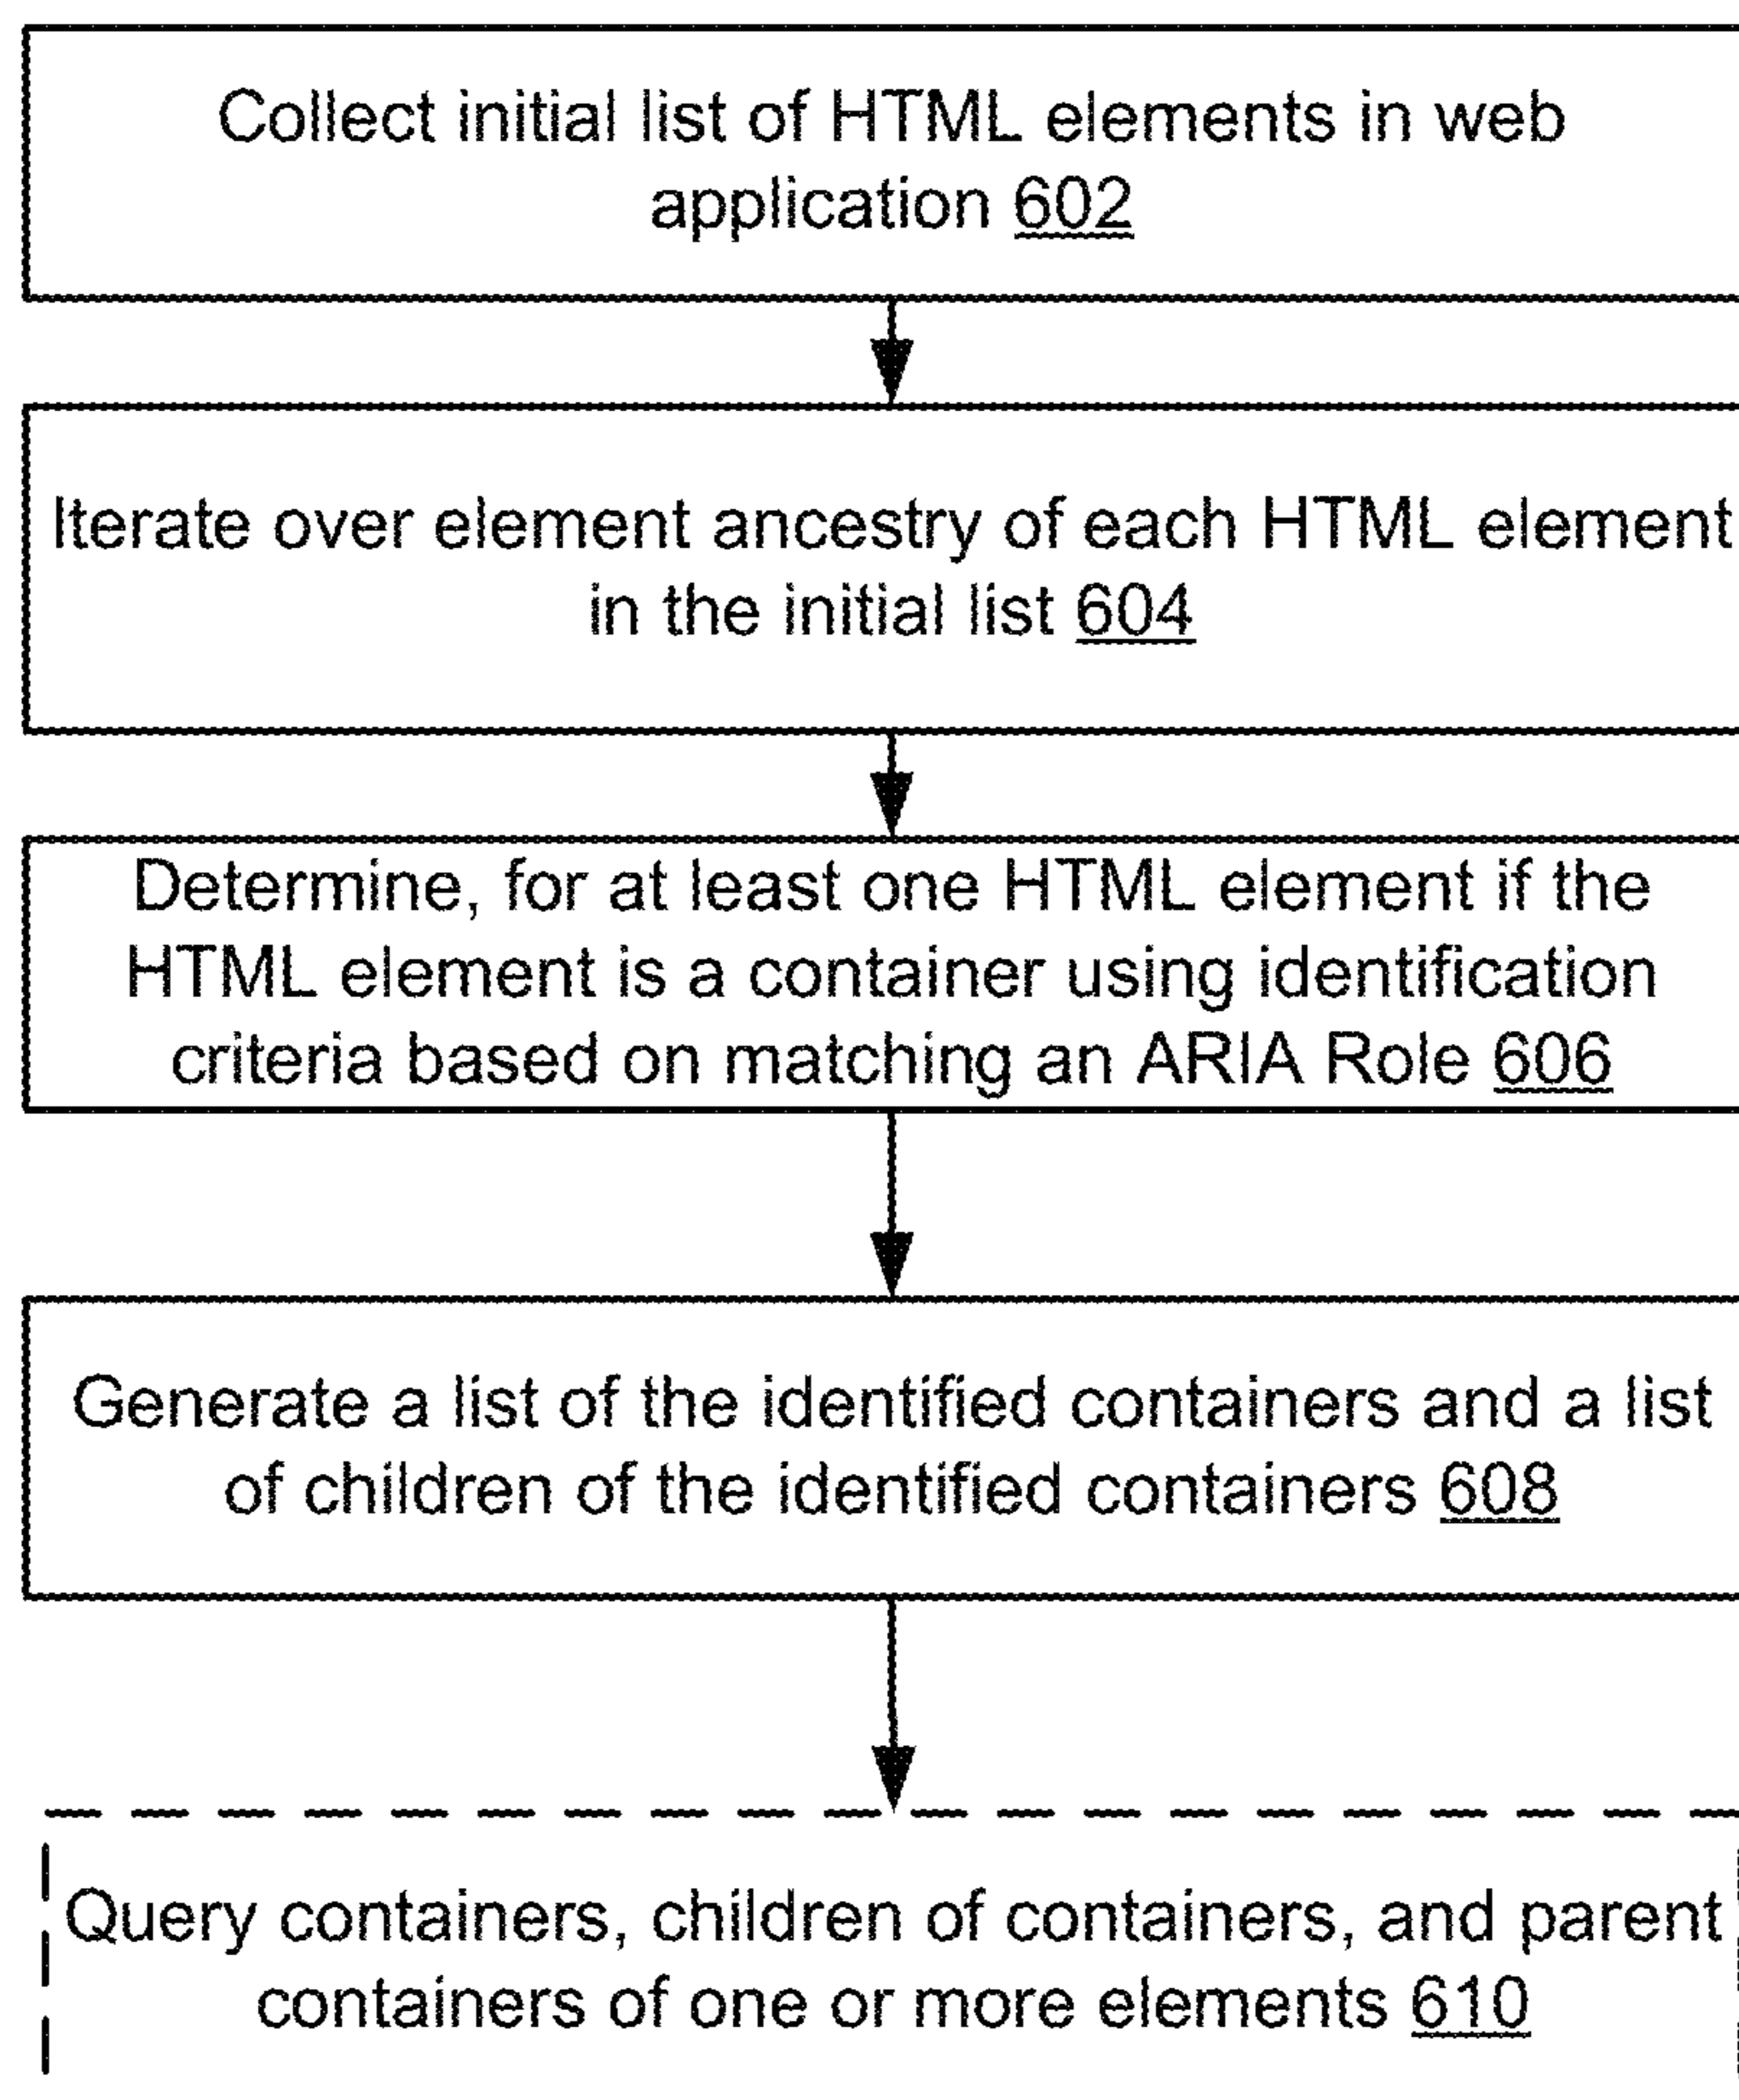 Collect initial list of HTML elements in web
application 602
Iterate over element ancestry of each HTML element
in the initial list 604
Determine, for at least one HTML element if the
HTML element is a container using identification
criteria based on matching an ARIA Role 606
Generate a list of the identified containers and a list
of children of the identified containers 608
Query containers, children of containers, and parent
containers of one or more elements 610